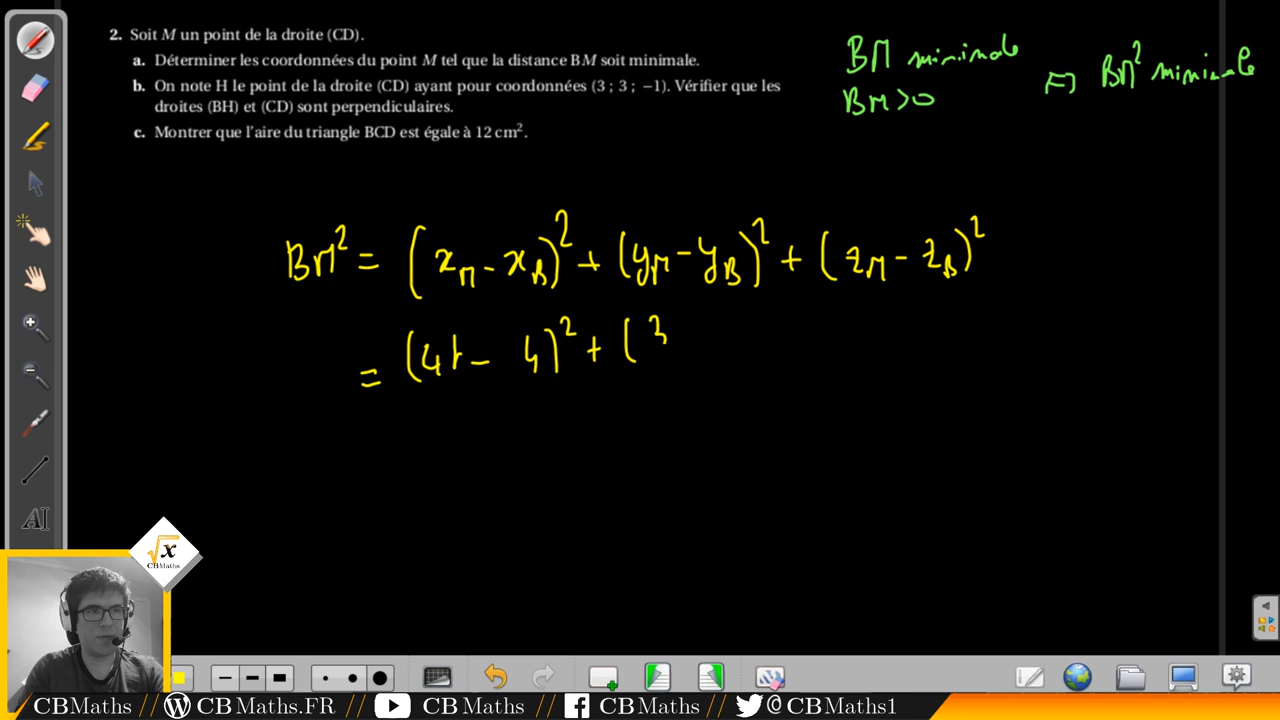 2. Soit M un point de la droite (CD).
a. Déterminer les coordonnées du point M tel que la distance BM soit minimale.
b. On note H le point de la droite (CD) ayant pour coordonnées (3 ; 3 ; −1). Vérifier que les
droites (BH) et (CD) sont perpendiculaires.
c. Montrer que l'aire du triangle BCD est égale à 12 cm².
BM minimale
BM > 0
⇔ BM² minimale
BM² = (x_M − x_B)² + (y_M − y_B)² + (z_M − z_B)²
= (4t − 4)² + (3
AI
√x
CBMaths
CBMaths // CBMaths.FR // CBMaths // CBMaths // @CBMaths1